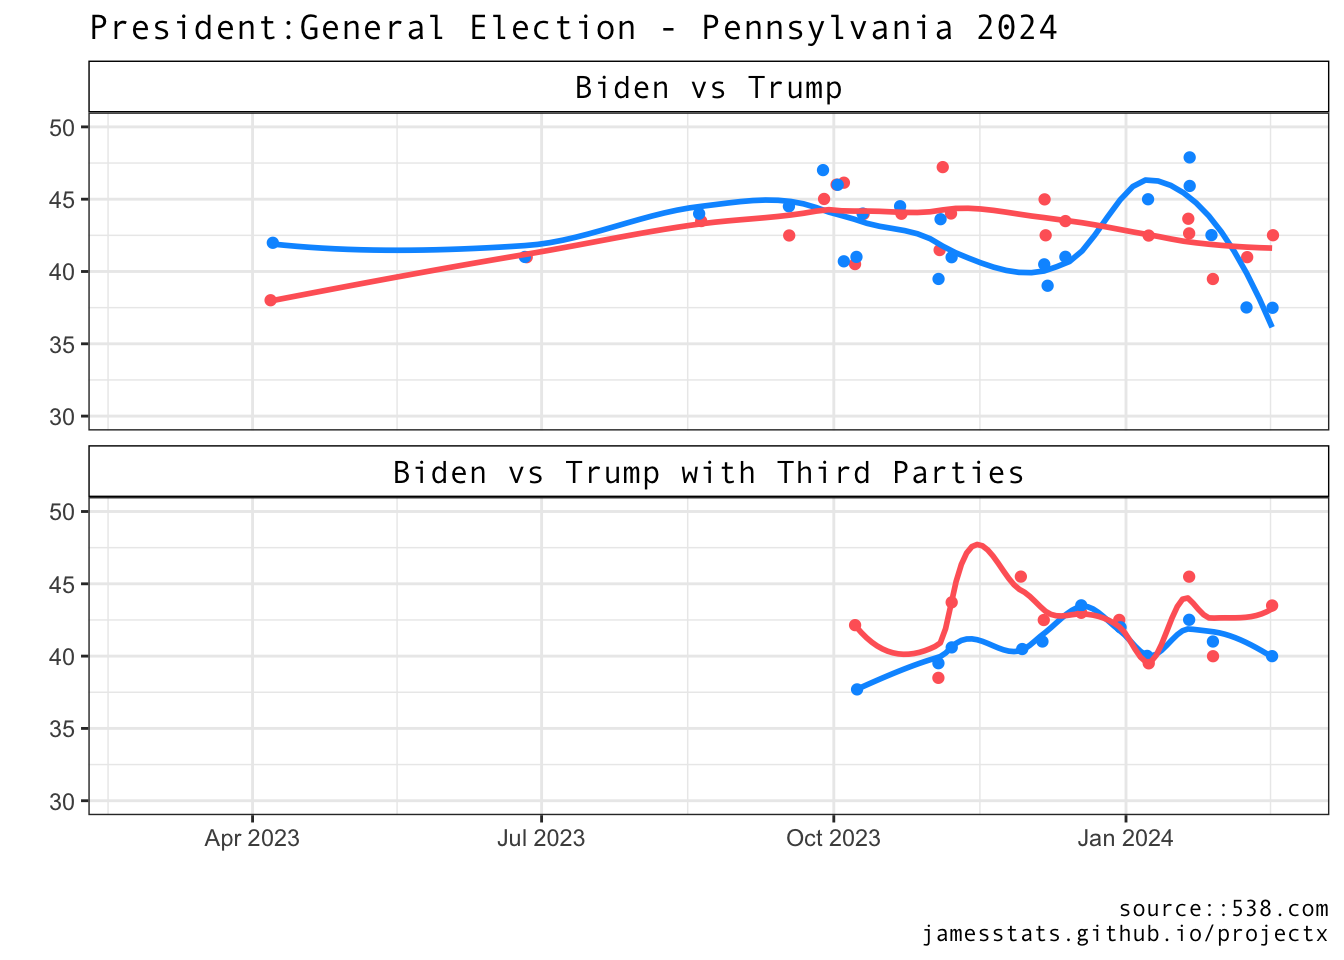 President:General Election - Pennsylvania 2024
Biden vs Trump
50
45
40
35
30
Biden vs Trump with Third Parties
50
45
40
35
30
Apr 2023
Jul 2023
Oct 2023
Jan 2024
source::538.com
jamesstats.github.io/projectx